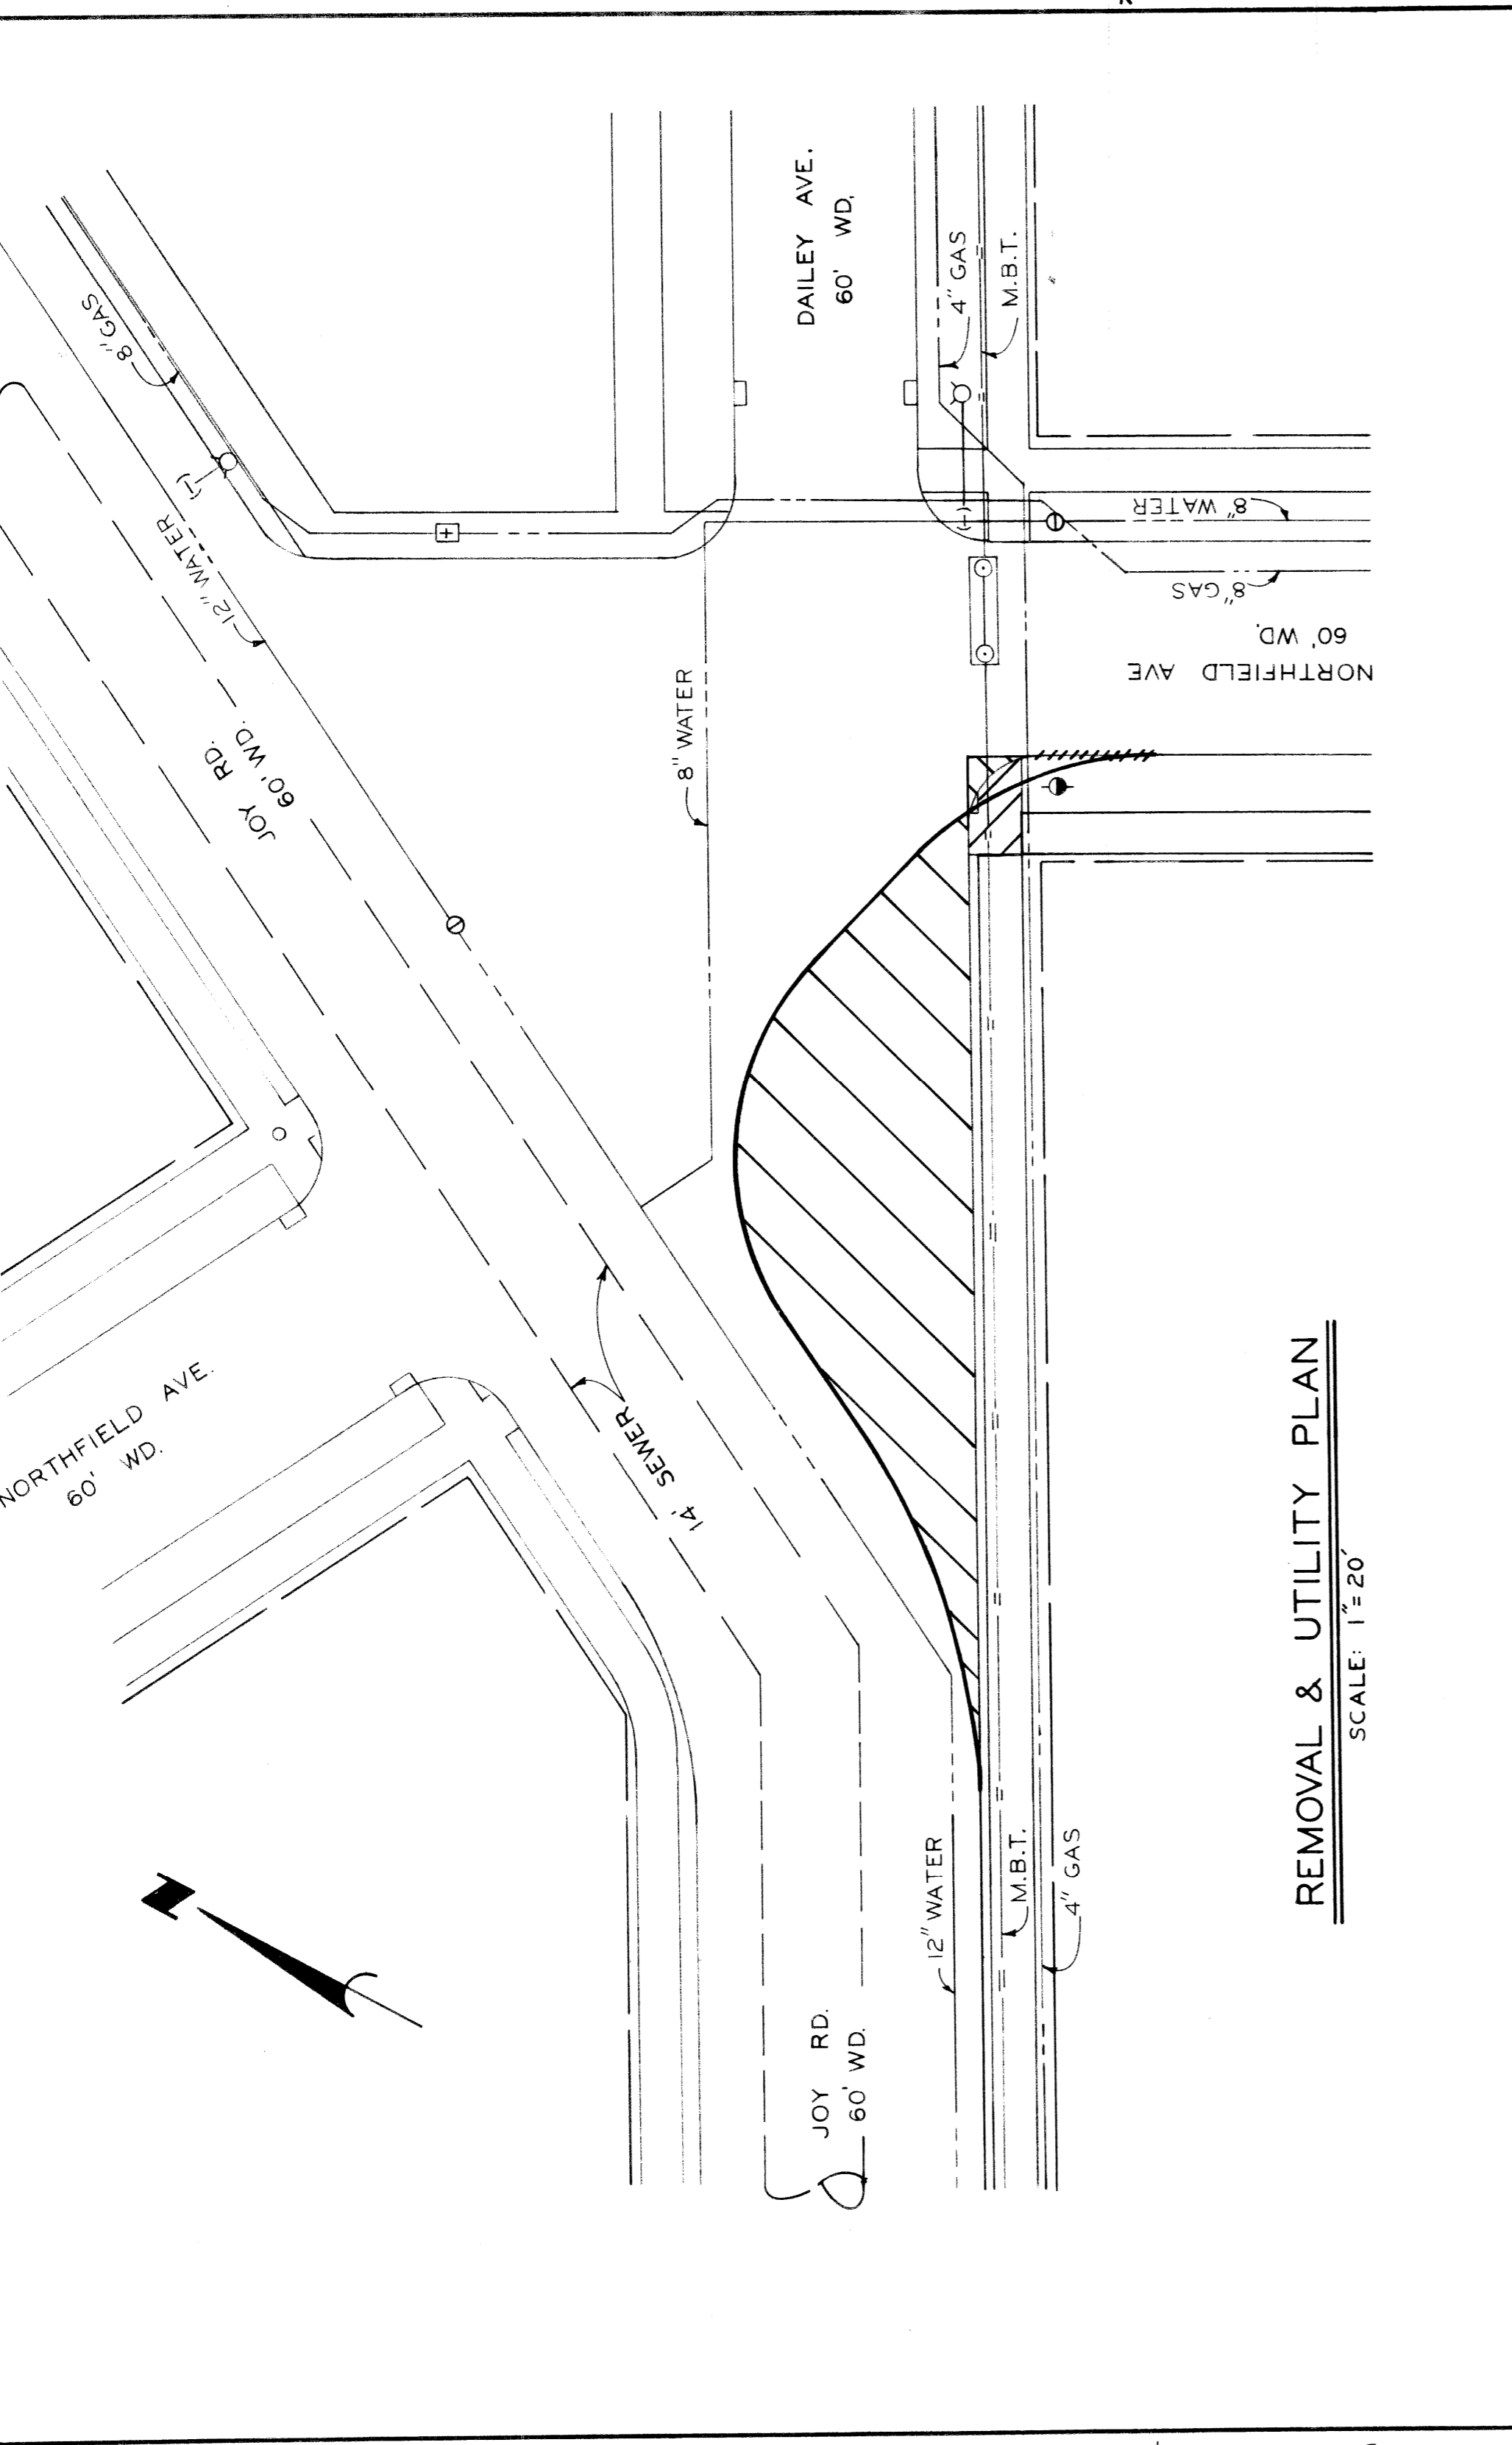 DAILEY AVE.
60' WD.
4" GAS
M.B.T.
8" GAS
12" WATER
8" WATER
8" GAS
60' WD.
NORTHFIELD AVE
JOY RD.
60' WD.
8" WATER
NORTHFIELD AVE.
60' WD.
14' SEWER
12" WATER
M.B.T.
4" GAS
JOY RD.
60' WD.
REMOVAL & UTILITY PLAN
SCALE: 1"=20'